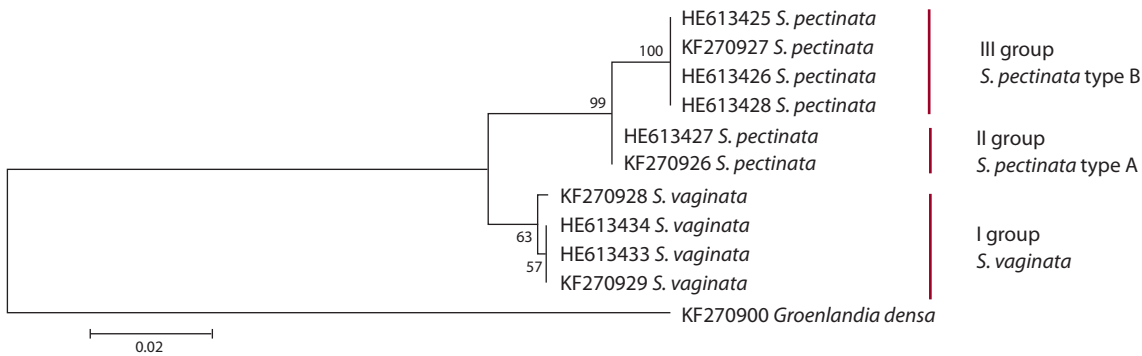 HE613425 S. pectinata
KF270927 S. pectinata
HE613426 S. pectinata
HE613428 S. pectinata
100
III group
S. pectinata type B
99
HE613427 S. pectinata
KF270926 S. pectinata
II group
S. pectinata type A
KF270928 S. vaginata
HE613434 S. vaginata
HE613433 S. vaginata
KF270929 S. vaginata
63
57
I group
S. vaginata
KF270900 Groenlandia densa
0.02